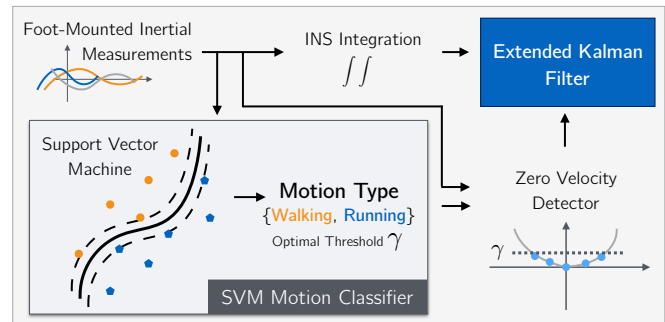 Foot-Mounted Inertial
Measurements
INS Integration
∫∫
Extended Kalman
Filter
Support Vector
Machine
Motion Type
{Walking, Running}
Optimal Threshold γ
SVM Motion Classifier
Zero Velocity
Detector
γ